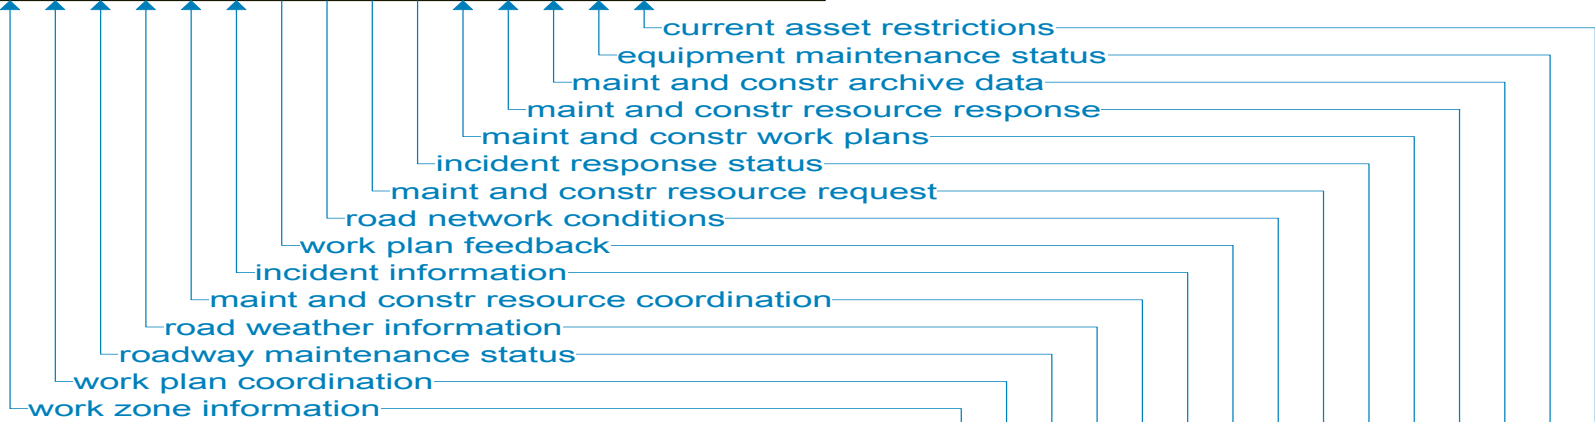 current asset restrictions
equipment maintenance status
maint and constr archive data
maint and constr resource response
maint and constr work plans
incident response status
maint and constr resource request
road network conditions
work plan feedback
incident information
maint and constr resource coordination
road weather information
roadway maintenance status
work plan coordination
work zone information